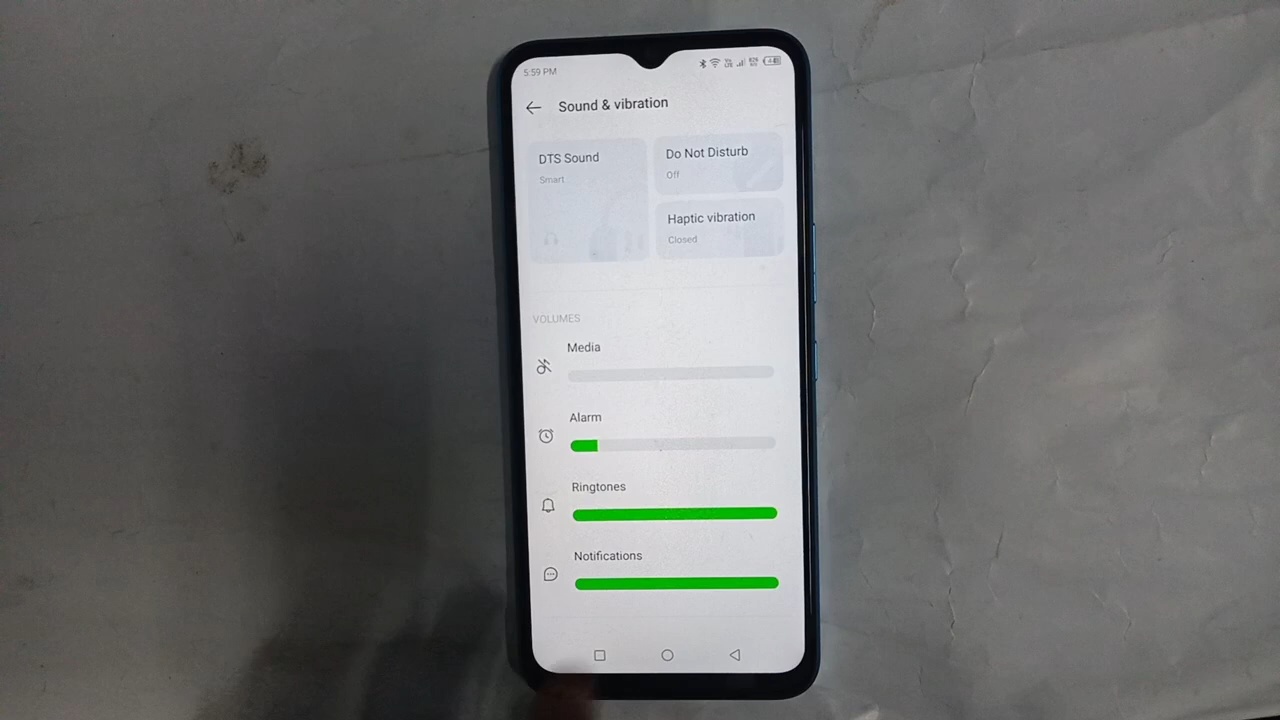 5:59 PM
Sound & vibration
DTS Sound
Smart
Do Not Disturb
Off
Haptic vibration
Closed
VOLUMES
Media
Alarm
Ringtones
Notifications